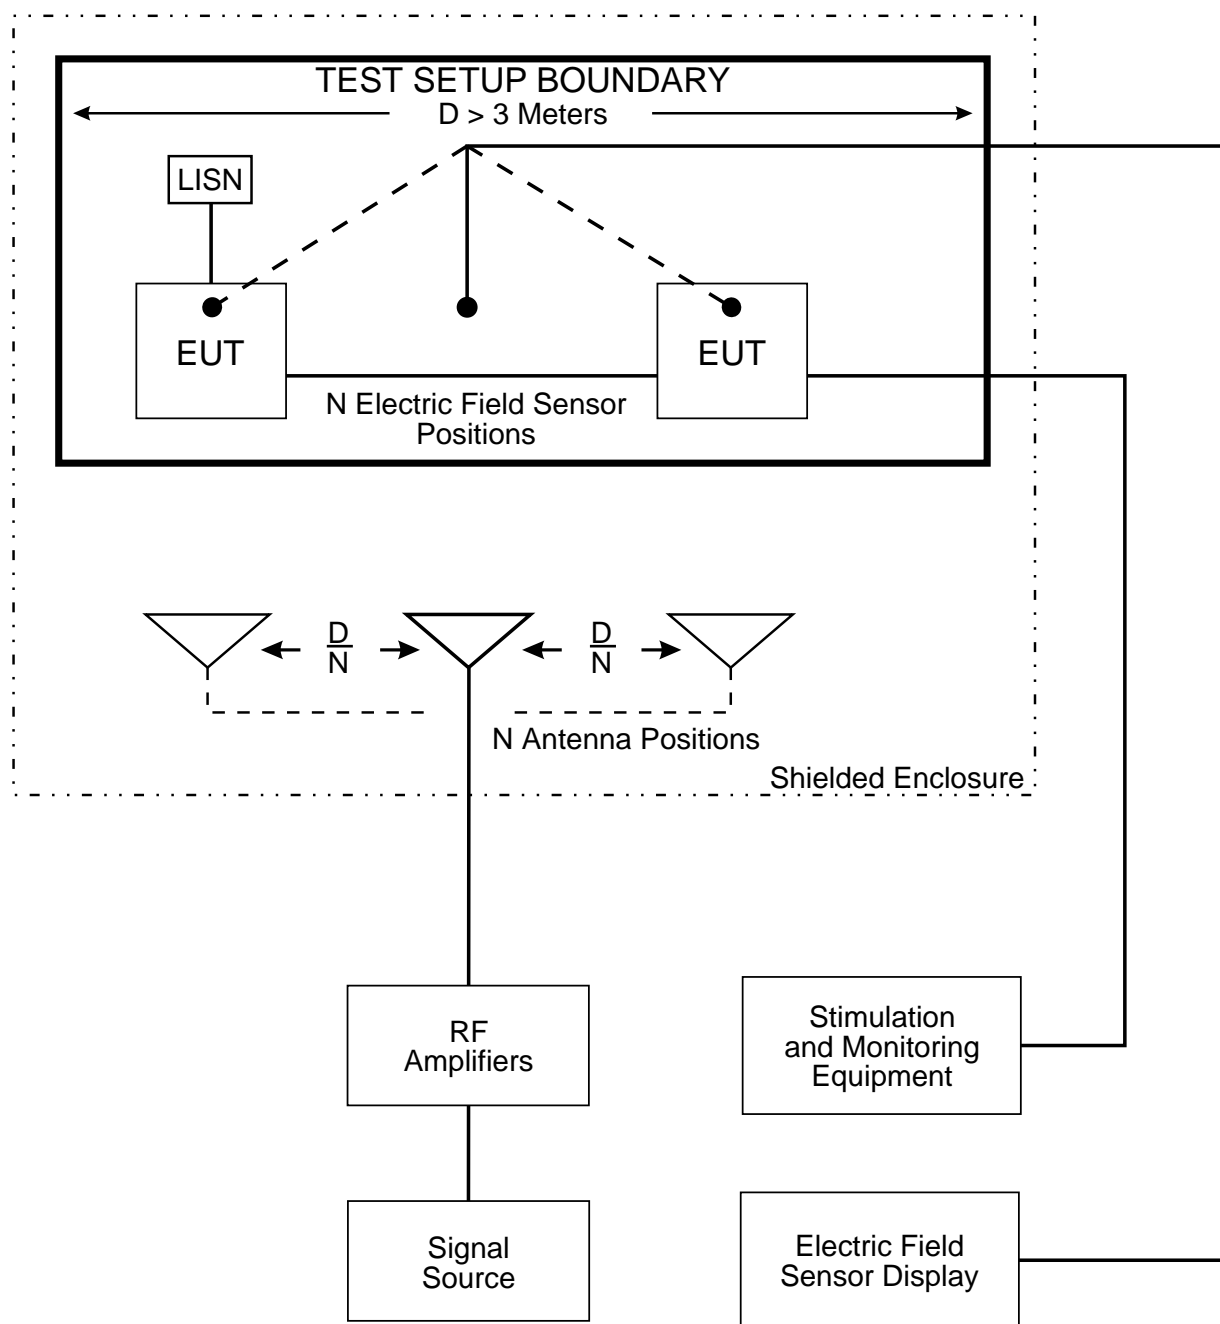 TEST SETUP BOUNDARY
D > 3 Meters
LISN
EUT
EUT
N Electric Field Sensor
Positions
D
N
D
N
N Antenna Positions
Shielded Enclosure
RF
Amplifiers
Stimulation
and Monitoring
Equipment
Signal
Source
Electric Field
Sensor Display